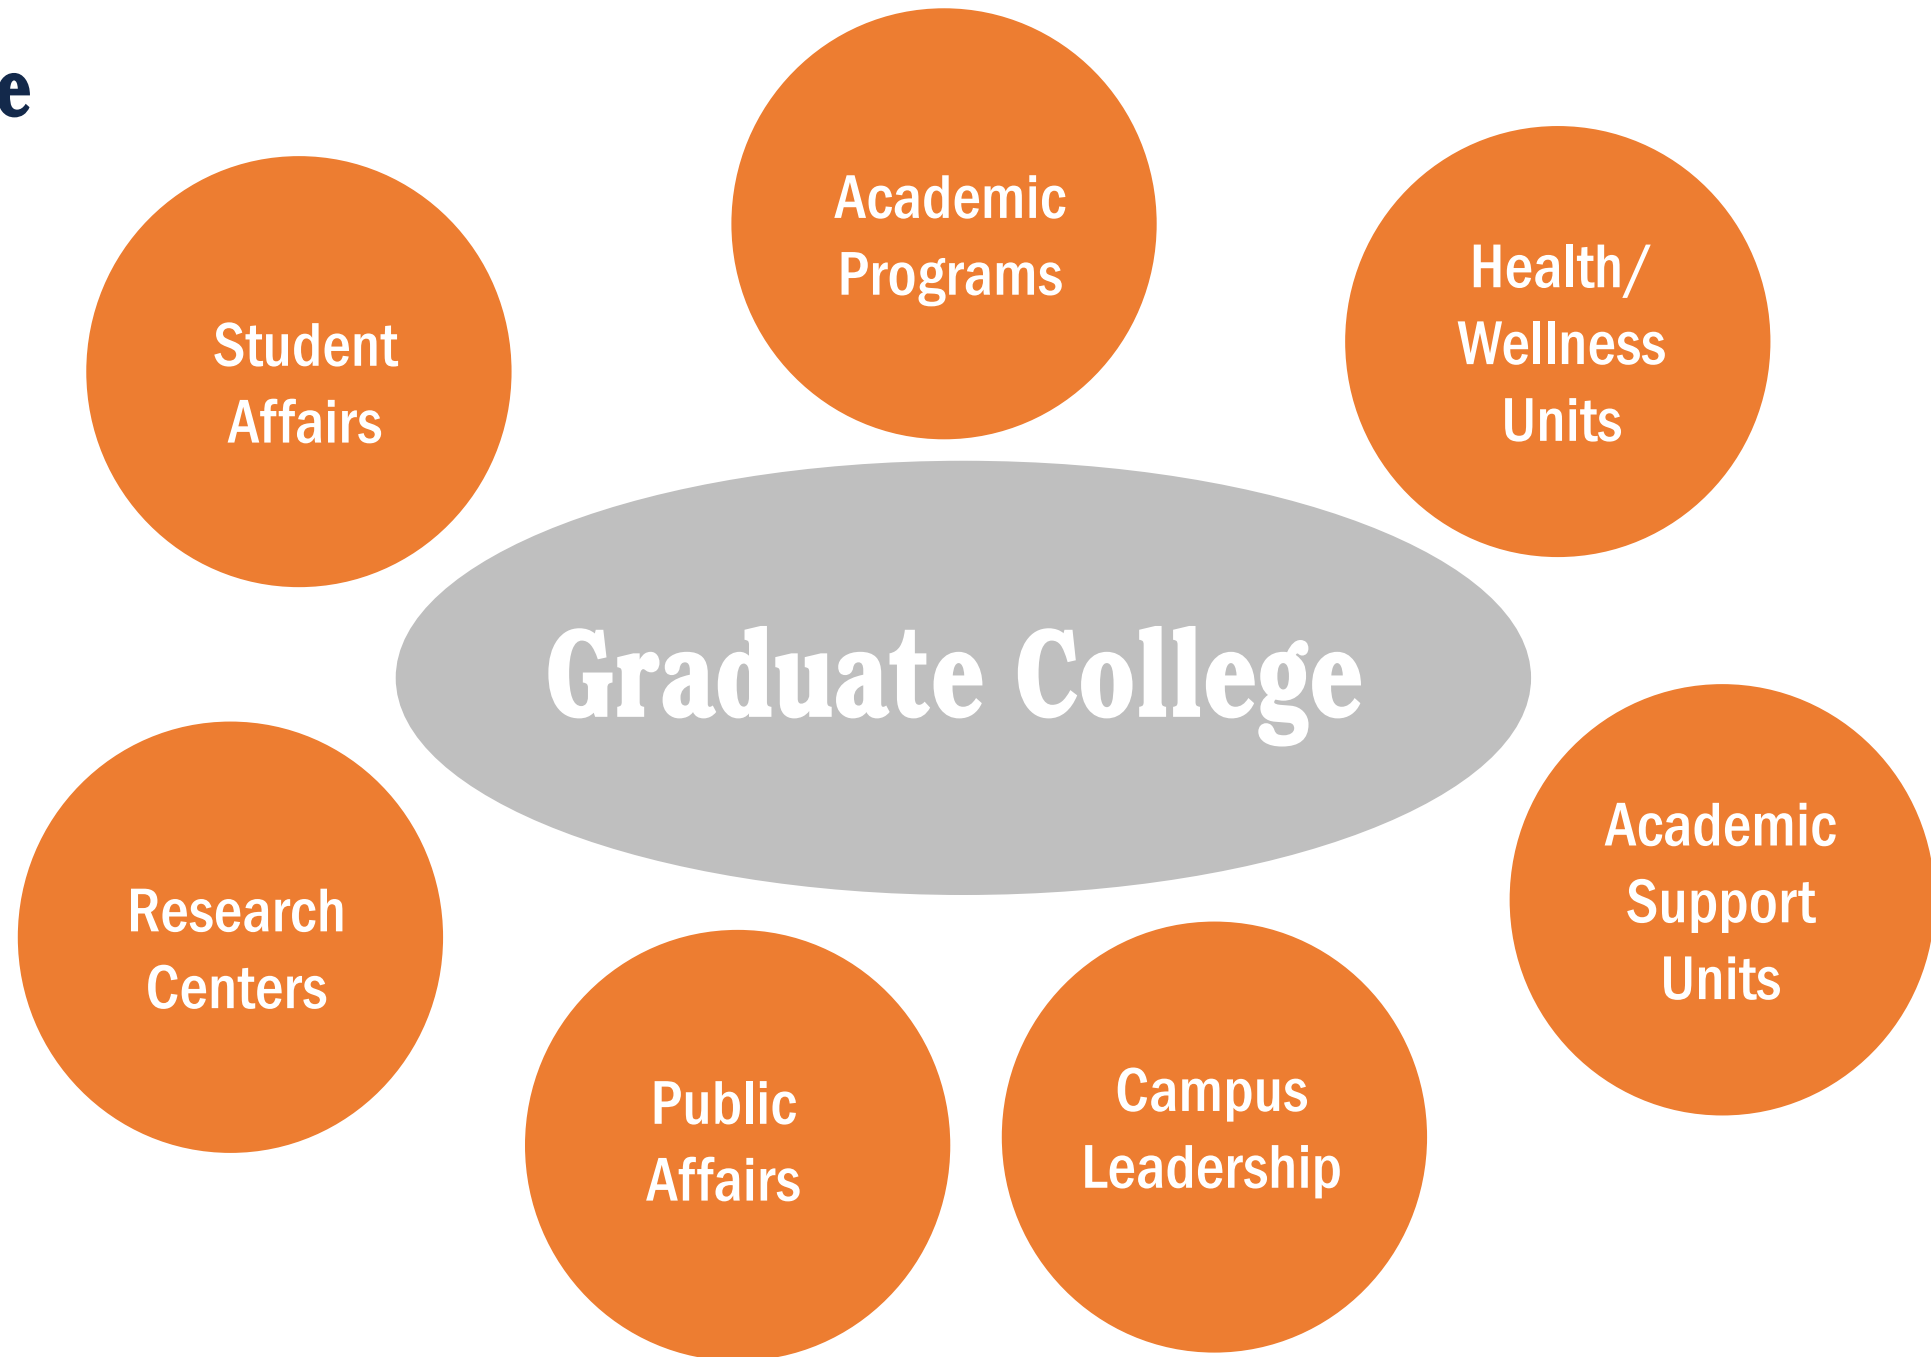 e
Academic
Programs
Health/
Wellness
Units
Student
Affairs
Graduate College
Academic
Support
Units
Research
Centers
Public
Affairs
Campus
Leadership